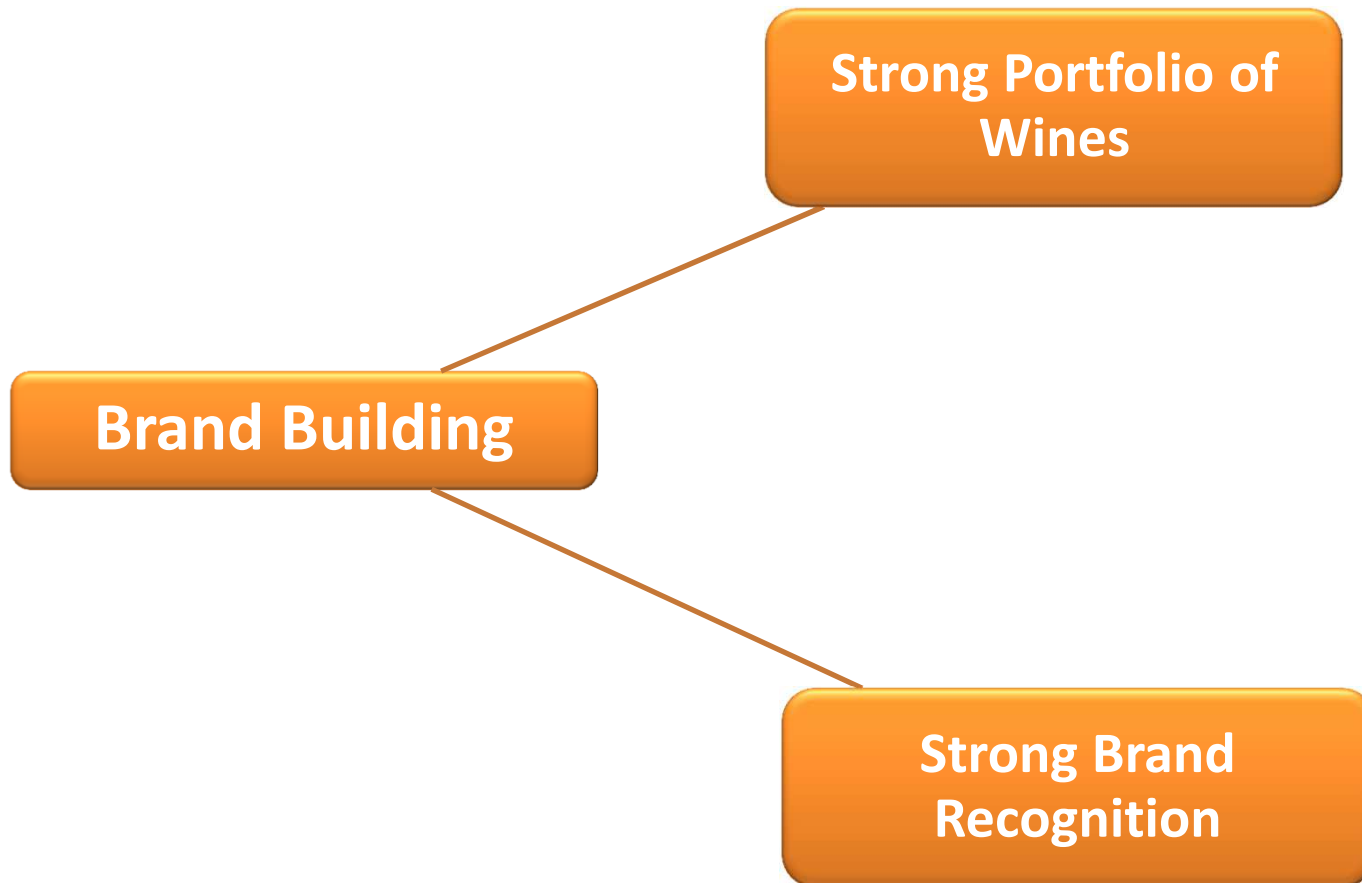 Strong Portfolio of
Wines
Brand Building
Strong Brand
Recognition